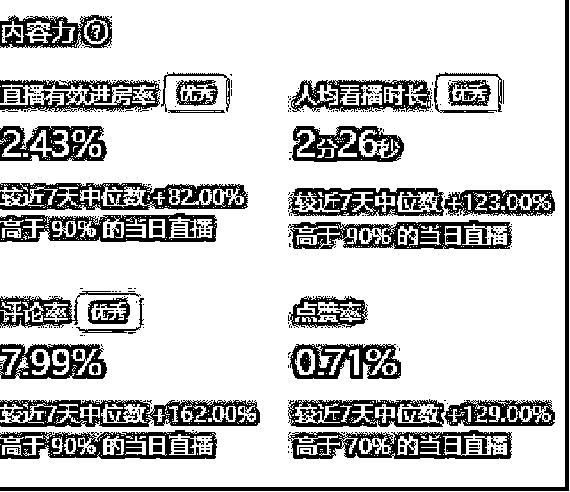 内容力 ?
直播有效进房率 优秀
人均看播时长 优秀
2.43%
2分26秒
较近7天中位数 +82.00%
较近7天中位数 +123.00%
高于 90% 的当日直播
高于 90% 的当日直播
评论率 优秀
点赞率
7.99%
0.71%
较近7天中位数 +162.00%
较近7天中位数 +129.00%
高于 90% 的当日直播
高于 70% 的当日直播